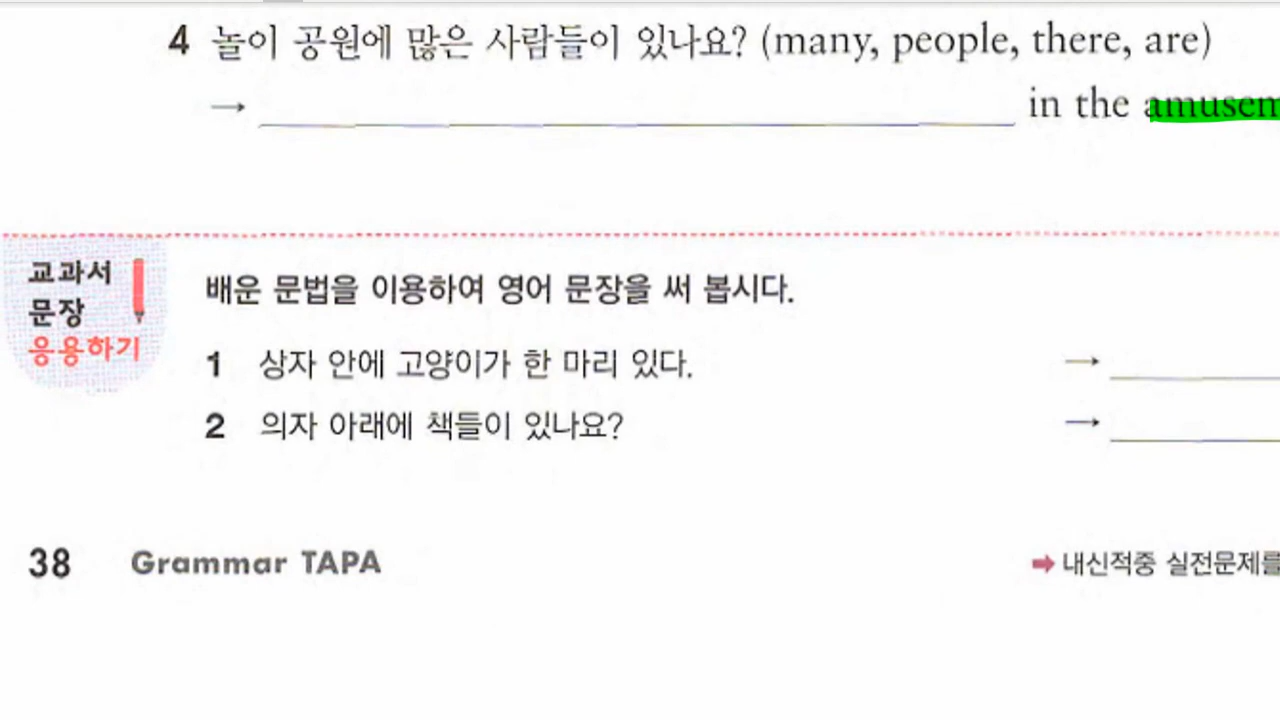 4 놀이 공원에 많은 사람들이 있나요? (many, people, there, are)
→ in the amusem
교과서
문장
응용하기
배운 문법을 이용하여 영어 문장을 써 봅시다.
1 상자 안에 고양이가 한 마리 있다. →
2 의자 아래에 책들이 있나요? →
38 Grammar TAPA
➡ 내신적중 실전문제를